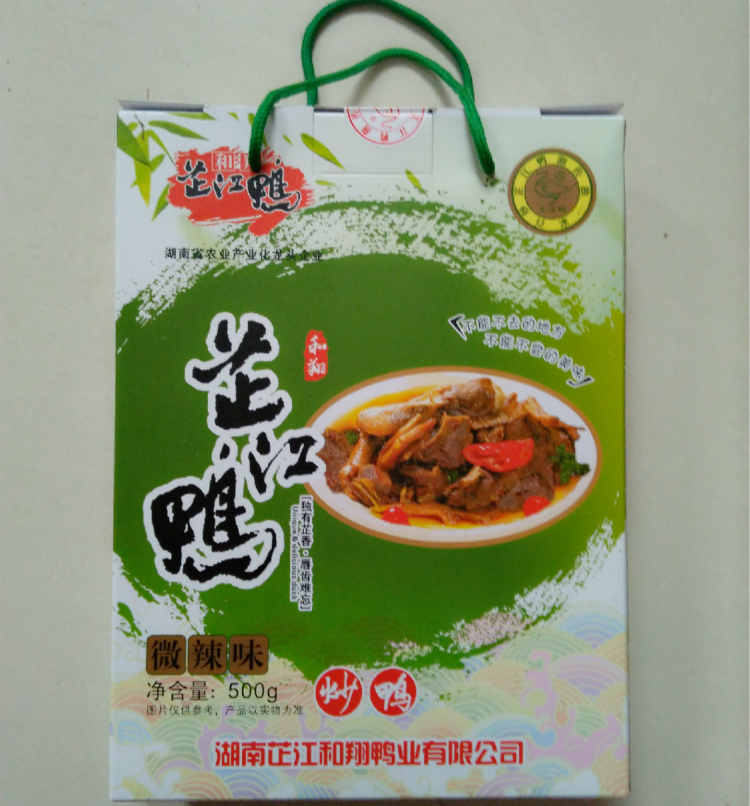 和翔
芷江鸭
湖南省农业产业化龙头企业
不能不去的地方
不能不尝的美味
和翔
芷江鸭
[独有芷香·唇齿难忘]
Unique & delicious duck
微辣味
净含量：500g
图片仅供参考，产品以实物为准
炒鸭
湖南芷江和翔鸭业有限公司